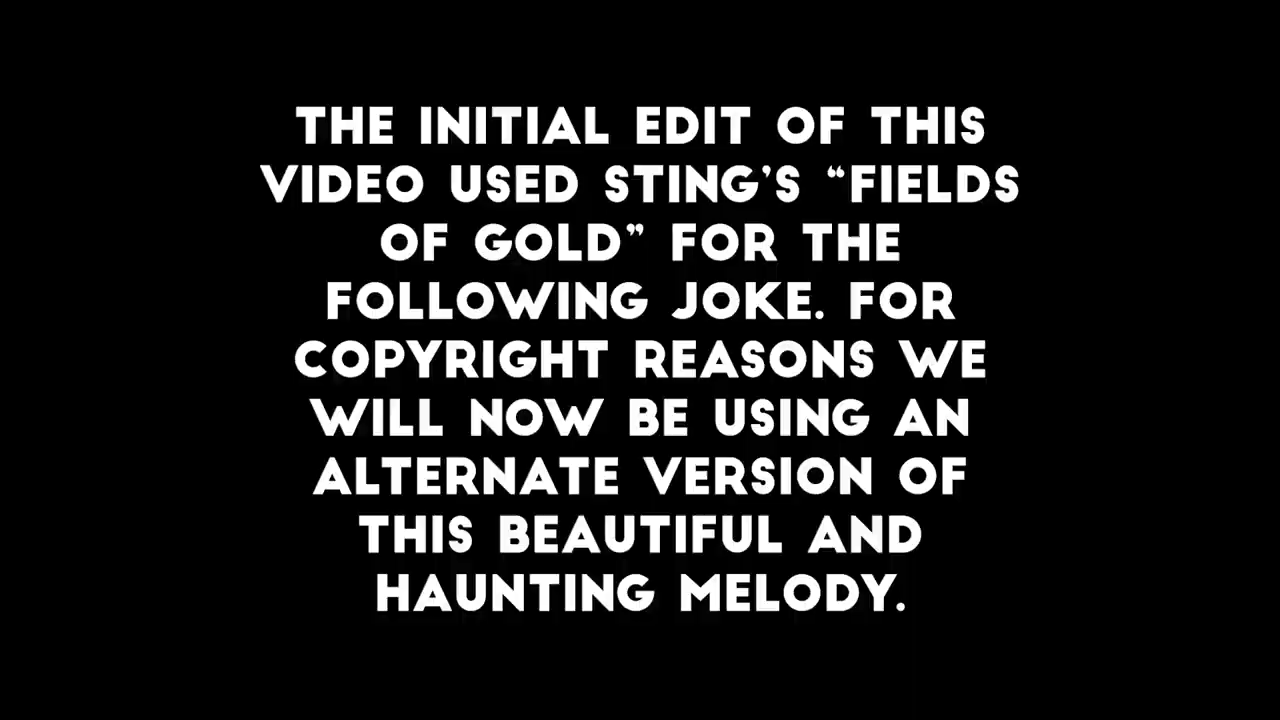 THE INITIAL EDIT OF THIS
VIDEO USED STING’S “FIELDS
OF GOLD” FOR THE
FOLLOWING JOKE. FOR
COPYRIGHT REASONS WE
WILL NOW BE USING AN
ALTERNATE VERSION OF
THIS BEAUTIFUL AND
HAUNTING MELODY.